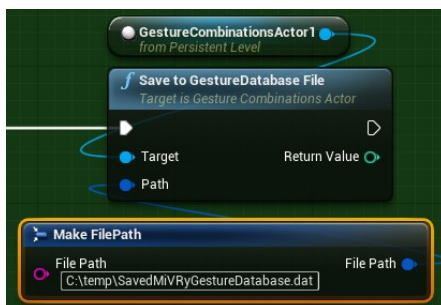 GestureCombinationsActor1
from Persistent Level
f Save to GestureDatabase File
Target is Gesture Combinations Actor
Target Return Value
Path
Make FilePath
File Path File Path
C:\temp\SavedMiVRyGestureDatabase.dat